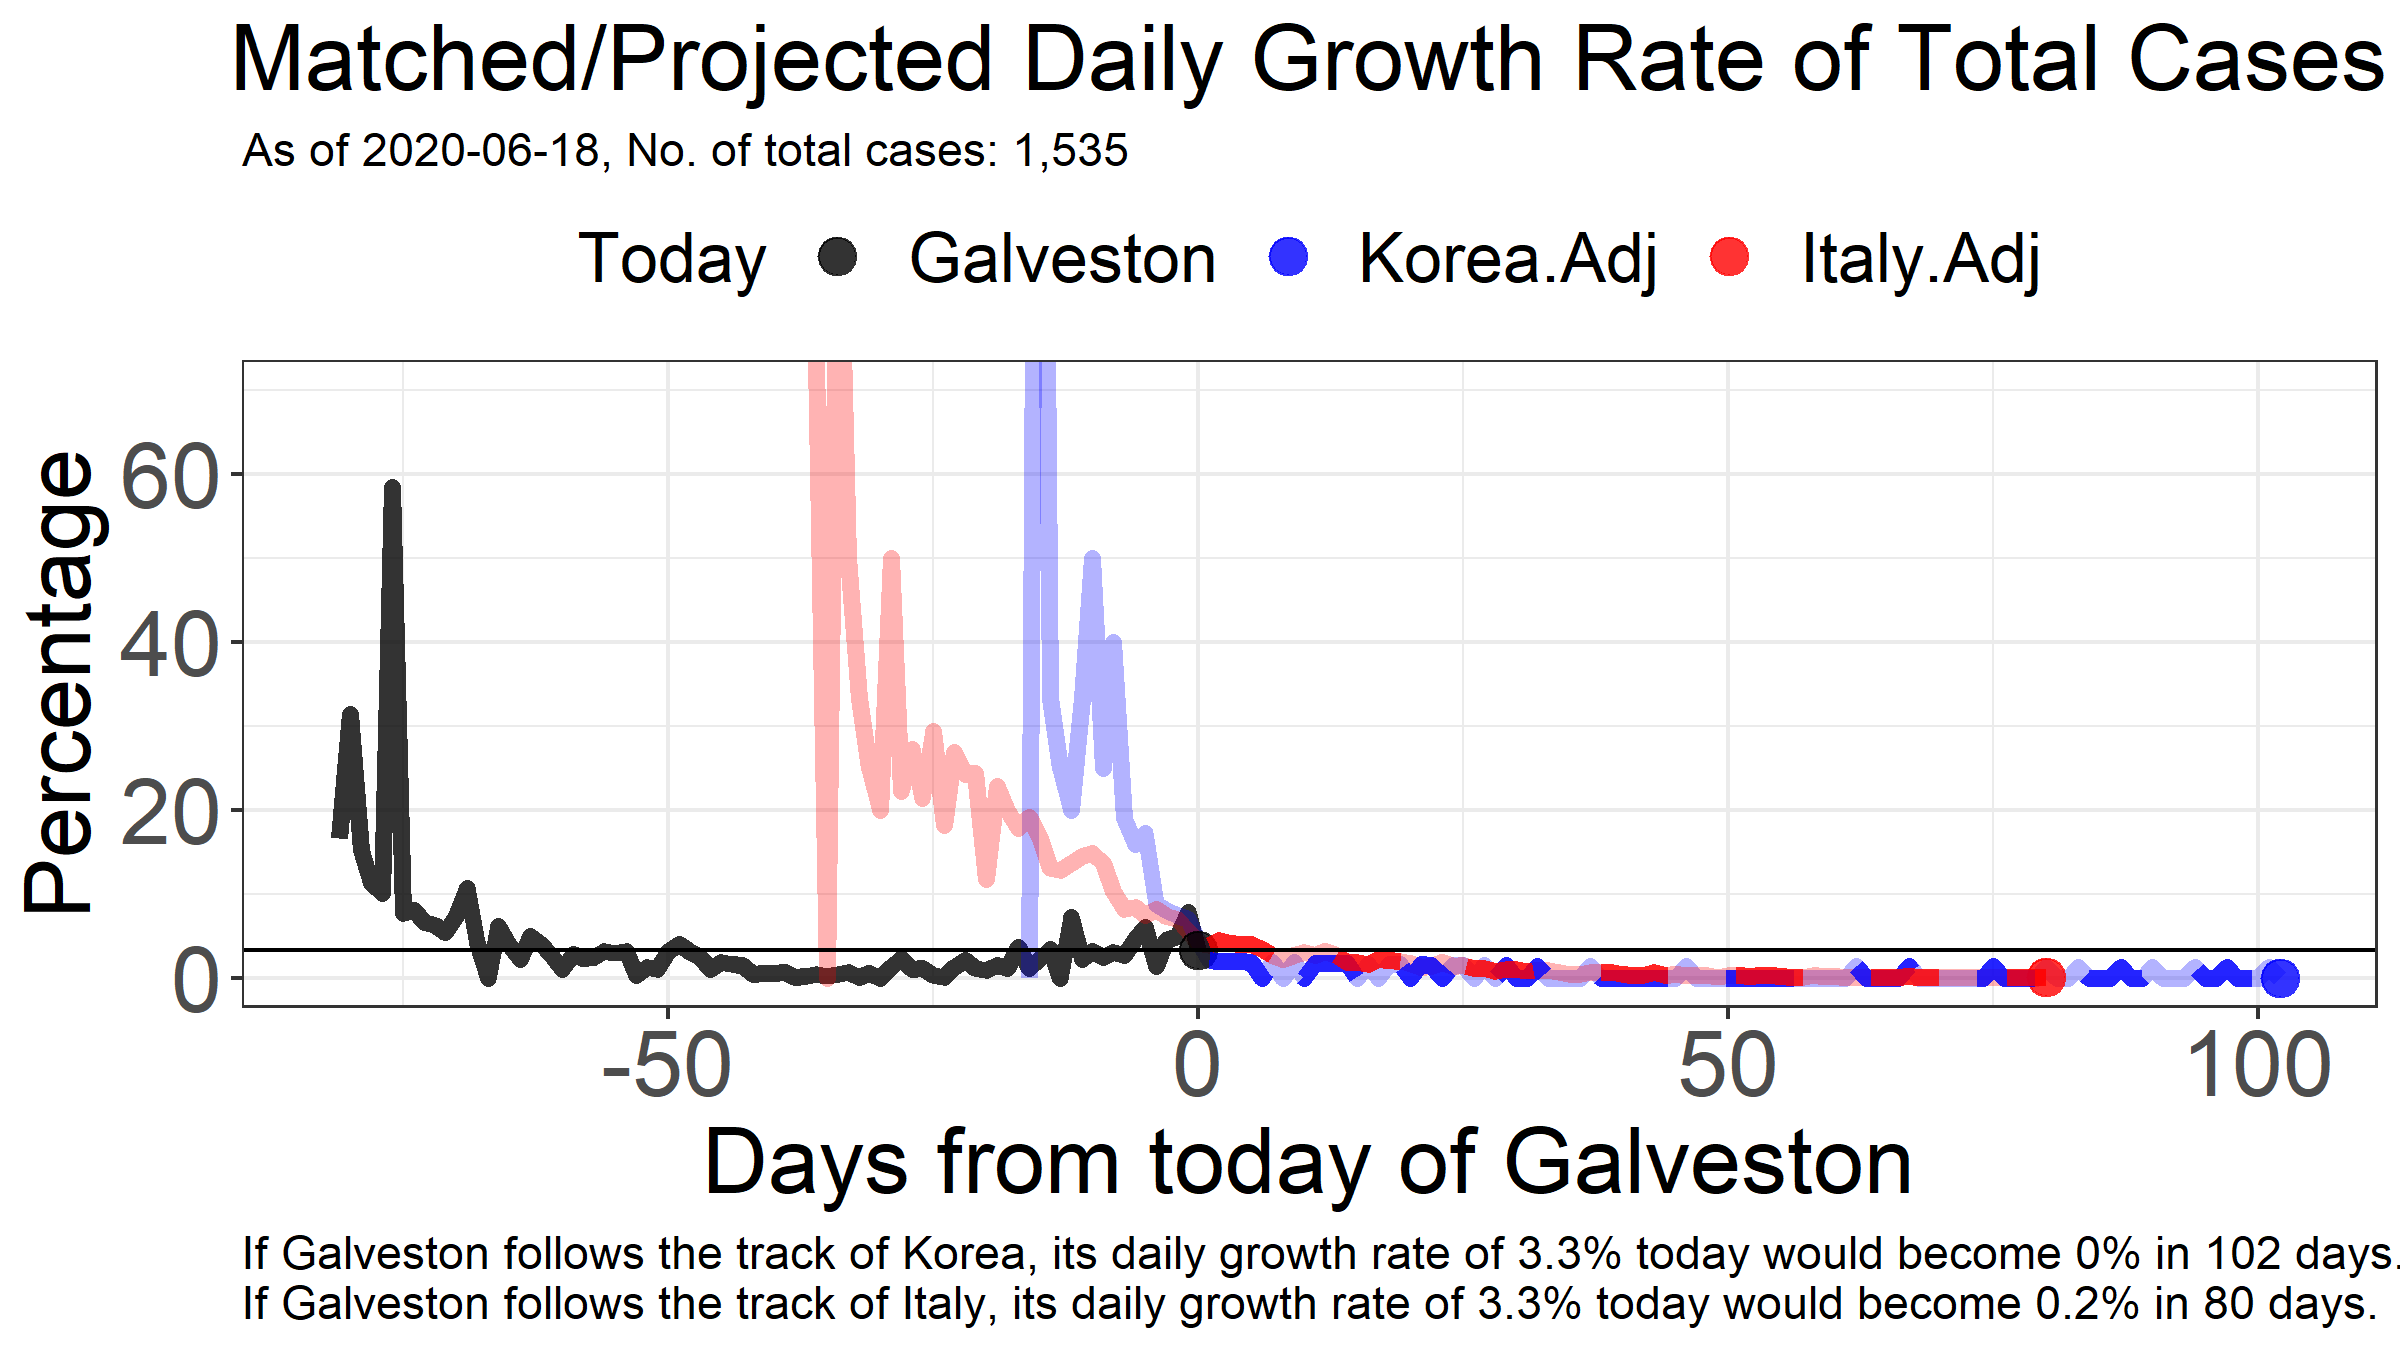 Matched/Projected Daily Growth Rate of Total Cases
As of 2020-06-18, No. of total cases: 1,535
Today Galveston Korea.Adj Italy.Adj
Percentage
60
40
20
0
-50 0 50 100
Days from today of Galveston
If Galveston follows the track of Korea, its daily growth rate of 3.3% today would become 0% in 102 days.
If Galveston follows the track of Italy, its daily growth rate of 3.3% today would become 0.2% in 80 days.